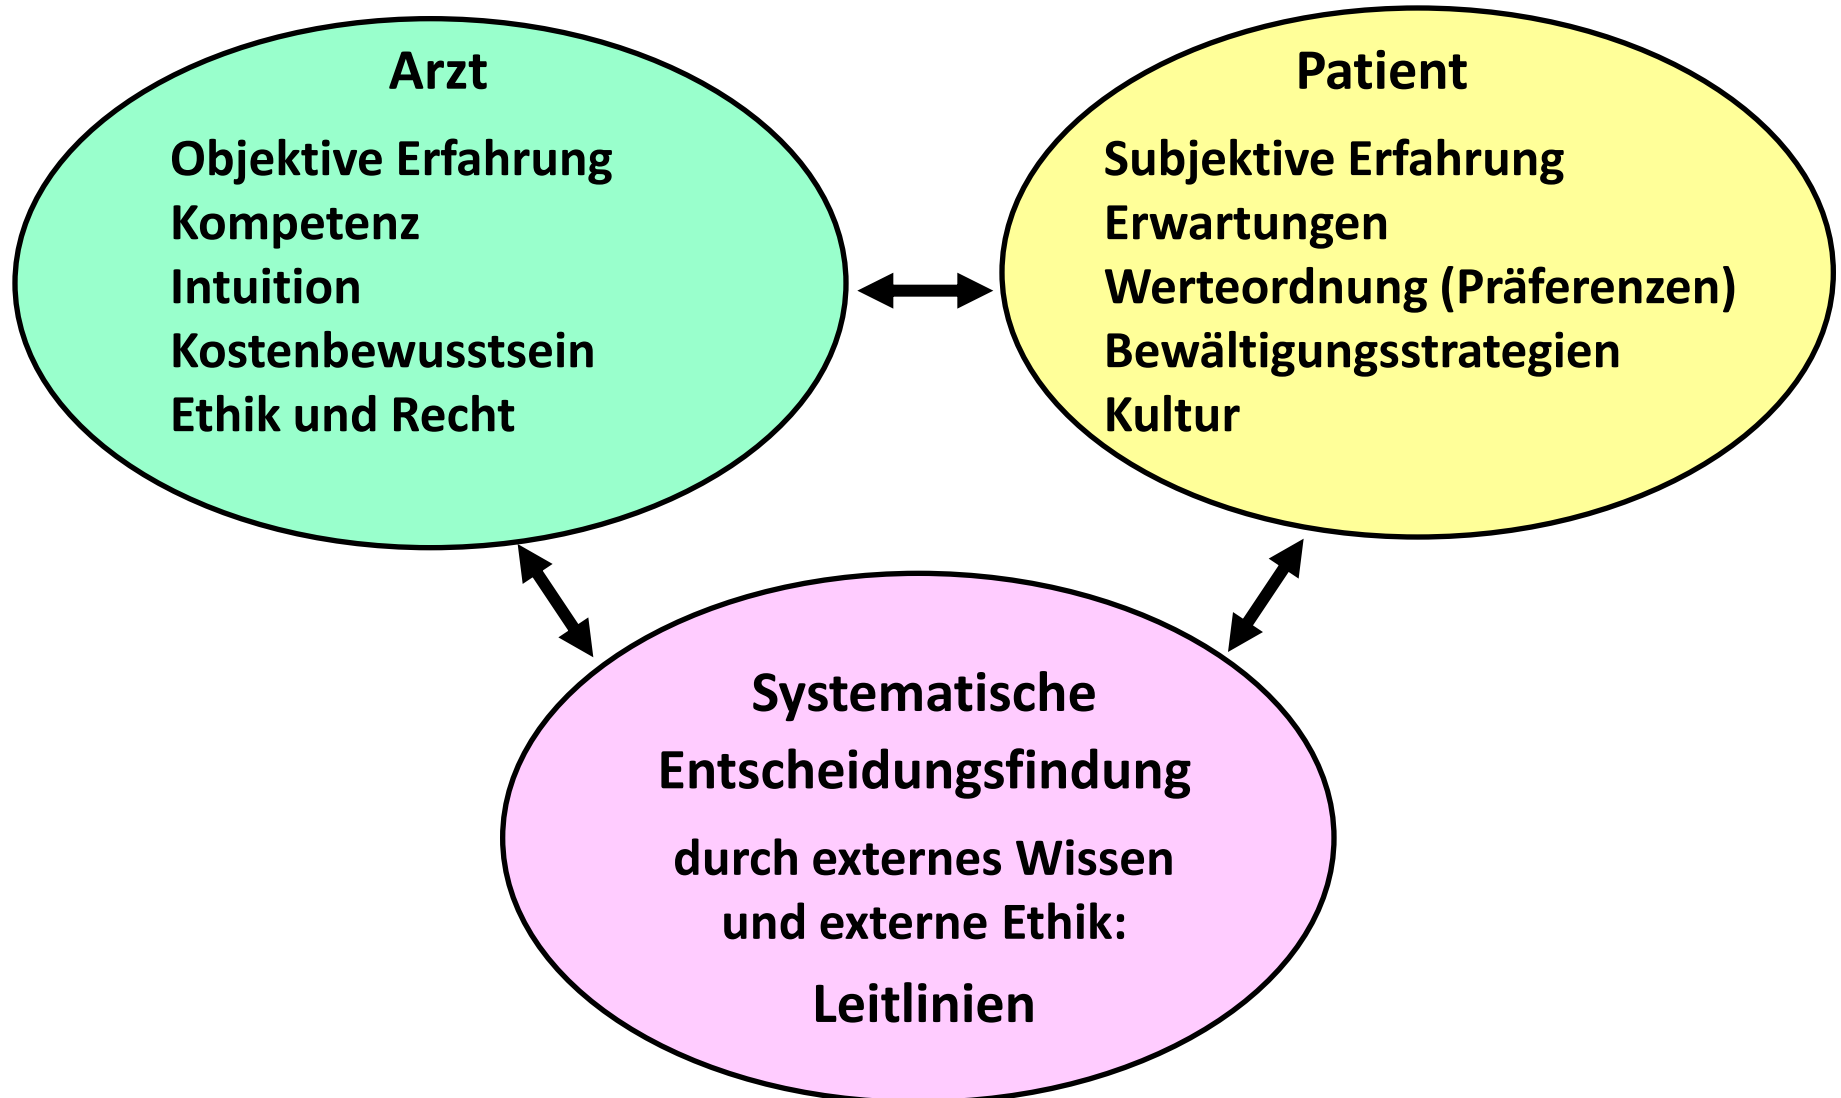 Arzt
Objektive Erfahrung
Kompetenz
Intuition
Kostenbewusstsein
Ethik und Recht
Patient
Subjektive Erfahrung
Erwartungen
Werteordnung (Präferenzen)
Bewältigungsstrategien
Kultur
Systematische
Entscheidungsfindung
durch externes Wissen
und externe Ethik:
Leitlinien